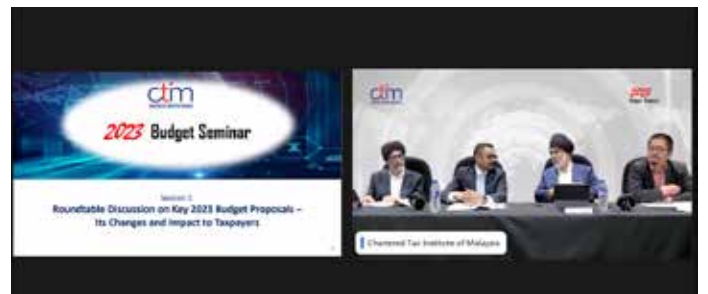 ctim
2023 Budget Seminar
Session 1
Roundtable Discussion on Key 2023 Budget Proposals –
Its Changes and Impact to Taxpayers
ctim
Chartered Tax Institute of Malaysia